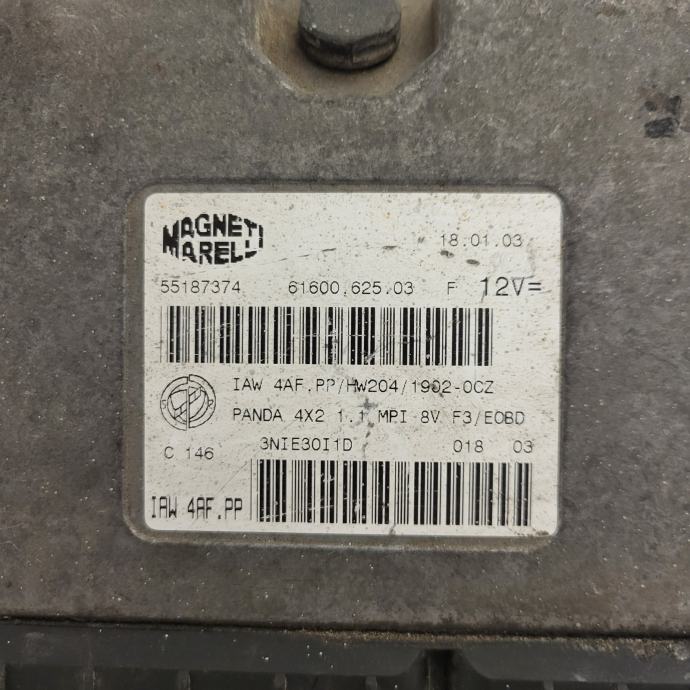 MAGNETI
MARELLI
18.01.03
55187374 61600.625.03 F 12V=
IAW 4AF.PP/HW204/1902-0CZ
PANDA 4X2 1.1 MPI 8V F3/EOBD
C 146 3NIE30I1D 018 03
IAW 4AF.PP